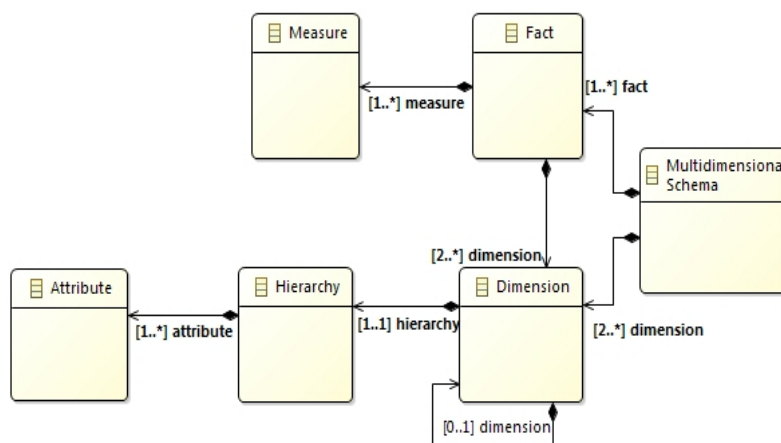 Measure
Fact
[1..*] measure
[1..*] fact
Multidimensiona
Schema
[2..*] dimension
Attribute
Hierarchy
Dimension
[1..*] attribute
[1..1] hierarchy
[2..*] dimension
[0..1] dimension